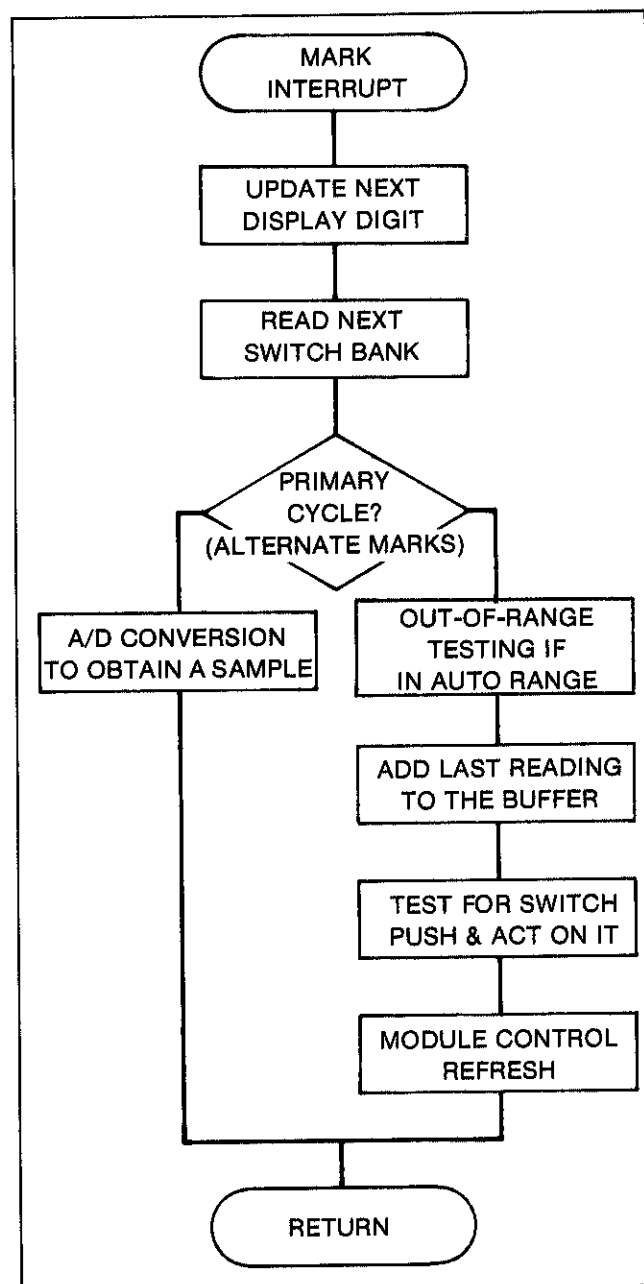 MARK
INTERRUPT
UPDATE NEXT
DISPLAY DIGIT
READ NEXT
SWITCH BANK
PRIMARY
CYCLE?
(ALTERNATE MARKS)
A/D CONVERSION
TO OBTAIN A SAMPLE
OUT-OF-RANGE
TESTING IF
IN AUTO RANGE
ADD LAST READING
TO THE BUFFER
TEST FOR SWITCH
PUSH & ACT ON IT
MODULE CONTROL
REFRESH
RETURN